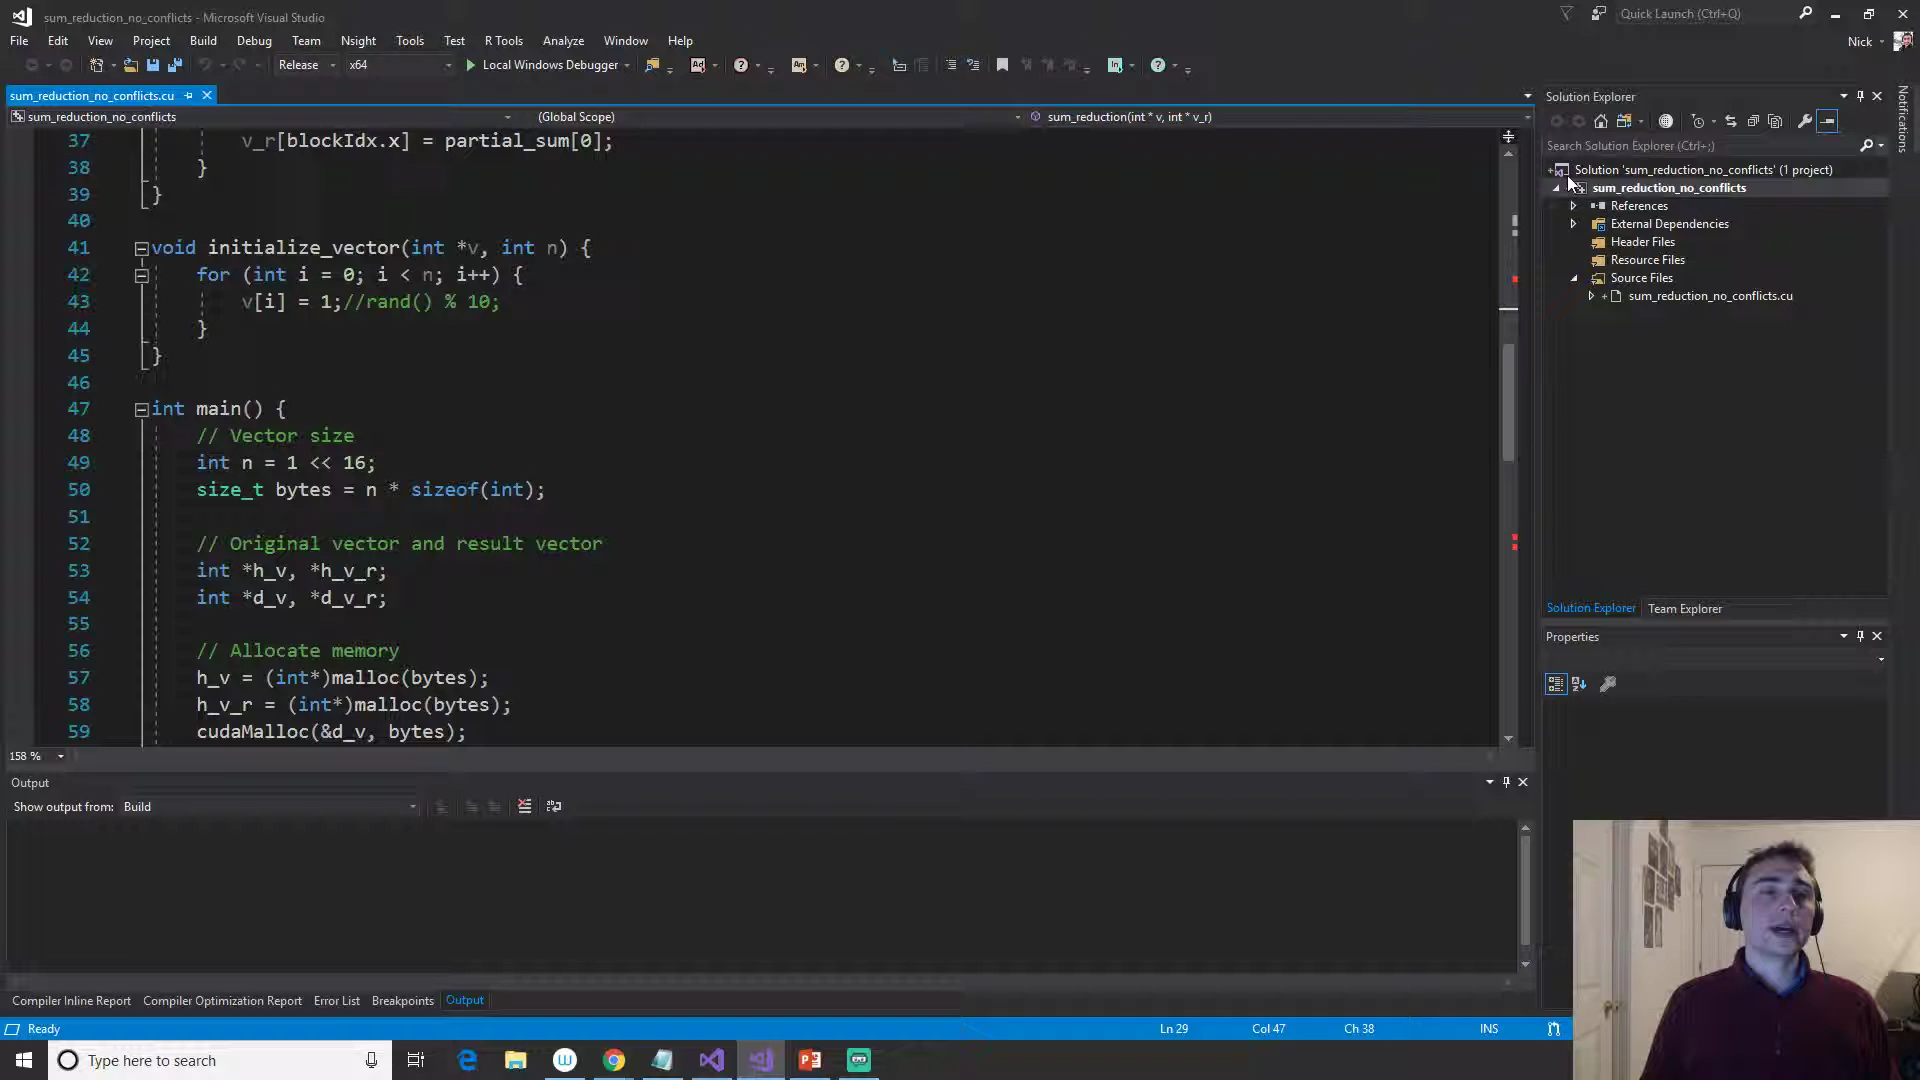 sum_reduction_no_conflicts - Microsoft Visual Studio
Quick Launch (Ctrl+Q)
File Edit View Project Build Debug Team Nsight Tools Test R Tools Analyze Window Help
Nick
Release x64 Local Windows Debugger
sum_reduction_no_conflicts.cu
sum_reduction_no_conflicts (Global Scope) sum_reduction(int * v, int * v_r)
37 v_r[blockIdx.x] = partial_sum[0];
38 }
39 }
40
41 void initialize_vector(int *v, int n) {
42 for (int i = 0; i < n; i++) {
43 v[i] = 1;//rand() % 10;
44 }
45 }
46
47 int main() {
48 // Vector size
49 int n = 1 << 16;
50 size_t bytes = n * sizeof(int);
51
52 // Original vector and result vector
53 int *h_v, *h_v_r;
54 int *d_v, *d_v_r;
55
56 // Allocate memory
57 h_v = (int*)malloc(bytes);
58 h_v_r = (int*)malloc(bytes);
59 cudaMalloc(&d_v, bytes);
158 %
Output
Show output from: Build
Compiler Inline Report Compiler Optimization Report Error List Breakpoints Output
Solution Explorer
Search Solution Explorer (Ctrl+;)
Solution 'sum_reduction_no_conflicts' (1 project)
sum_reduction_no_conflicts
References
External Dependencies
Header Files
Resource Files
Source Files
sum_reduction_no_conflicts.cu
Solution Explorer Team Explorer
Properties
Notifications
Ready Ln 29 Col 47 Ch 38 INS
Type here to search